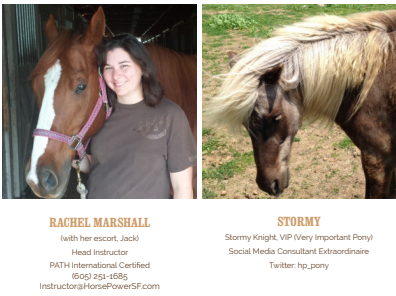 RACHEL MARSHALL
(with her escort, Jack)
Head Instructor
PATH International Certified
(605) 251-1685
Instructor@HorsePowerSF.com
STORMY
Stormy Knight, VIP (Very Important Pony)
Social Media Consultant Extraordinaire
Twitter: hp_pony